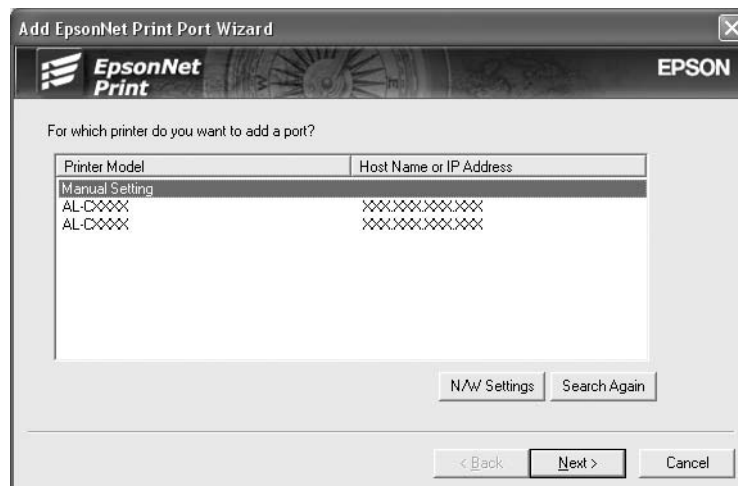 Add EpsonNet Print Port Wizard
EpsonNet
Print
EPSON
For which printer do you want to add a port?
Printer Model Host Name or IP Address
Manual Setting
AL-CXXXX XXX.XXX.XXX.XXX
AL-CXXXX XXX.XXX.XXX.XXX
N/W Settings Search Again
< Back Next > Cancel